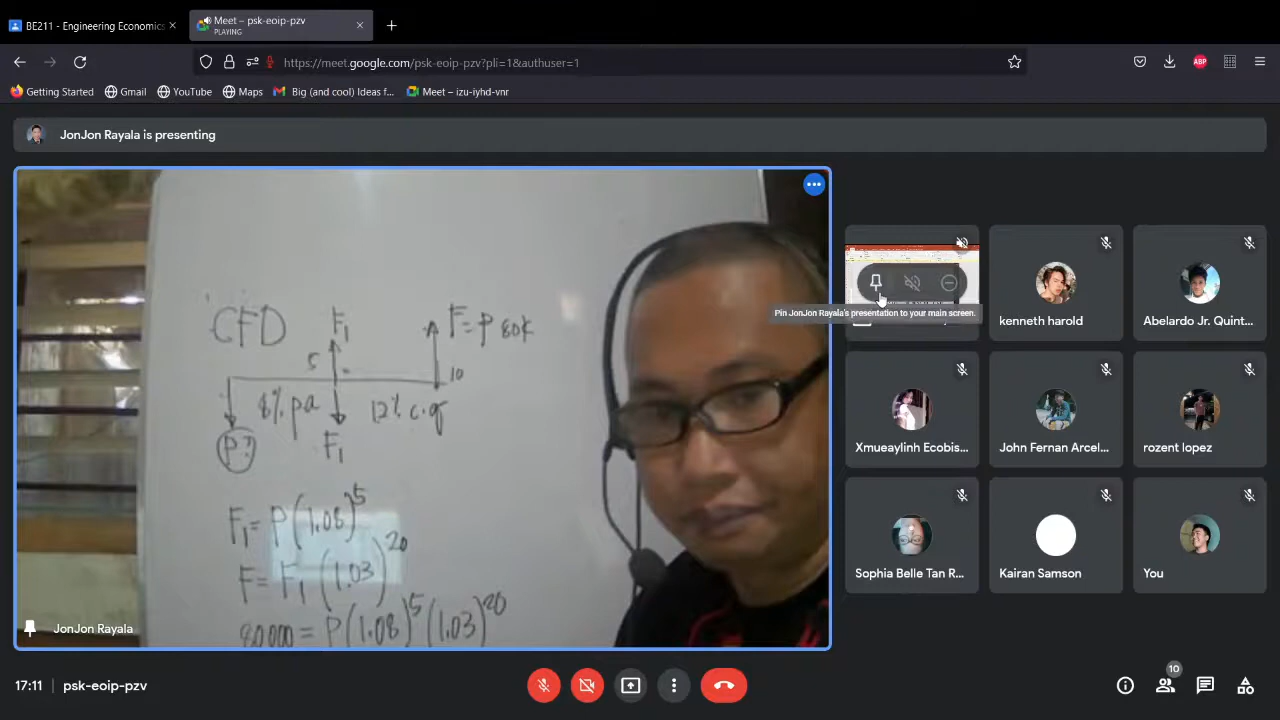 BE211 - Engineering Economics
Meet – psk-eoip-pzv
PLAYING
https://meet.google.com/psk-eoip-pzv?pli=1&authuser=1
ABP
Getting Started
Gmail
YouTube
Maps
Big (and cool) Ideas f...
Meet – izu-iyhd-vnr
JonJon Rayala is presenting
CFD
F₁
F = P 80K
5
10
8% pa
12% c.q
P?
F₁
F₁ = P(1.08)⁵
F = F₁(1.03)²⁰
80 000 = P(1.08)⁵(1.03)²⁰
JonJon Rayala
Pin JonJon Rayala's presentation to your main screen.
kenneth harold
Abelardo Jr. Quint...
Xmueaylinh Ecobis...
John Fernan Arcel...
rozent lopez
Sophia Belle Tan R...
Kairan Samson
You
17:11
psk-eoip-pzv
10